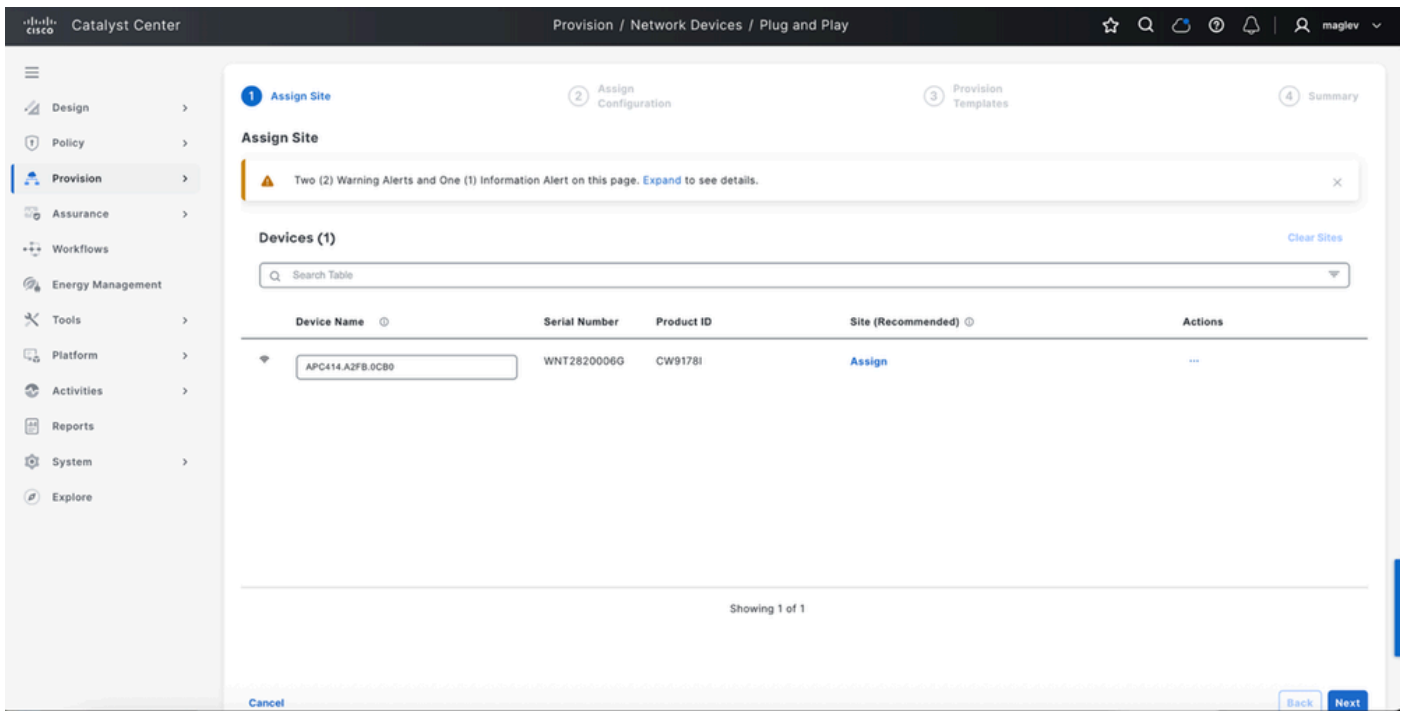 cisco Catalyst Center
Provision / Network Devices / Plug and Play
maglev
Design
Policy
Provision
Assurance
Workflows
Energy Management
Tools
Platform
Activities
Reports
System
Explore
1 Assign Site
2 Assign
Configuration
3 Provision
Templates
4 Summary
Assign Site
Two (2) Warning Alerts and One (1) Information Alert on this page. Expand to see details.
Devices (1)
Clear Sites
Search Table
Device Name Serial Number Product ID Site (Recommended) Actions
APC414.A2FB.0CB0 WNT2820006G CW9178I Assign ...
Showing 1 of 1
Cancel
Back Next